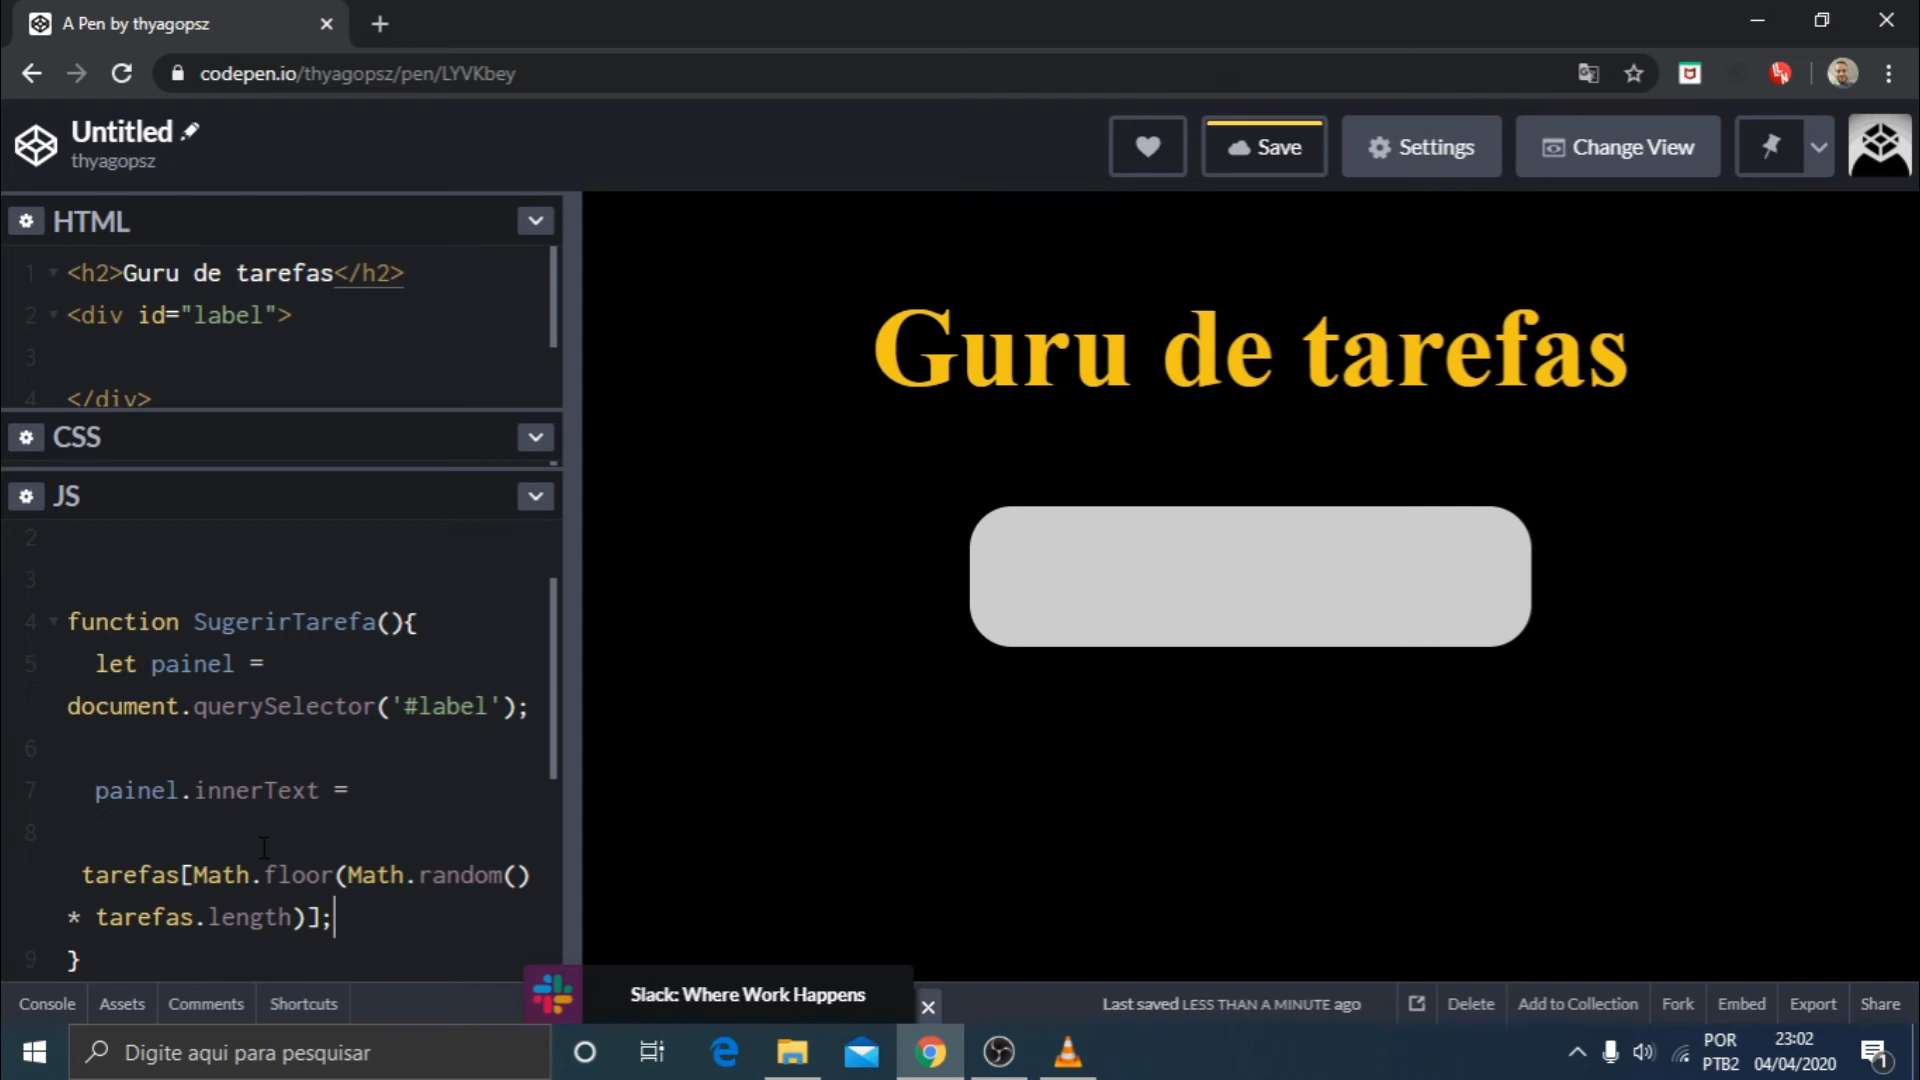 A Pen by thyagopsz
codepen.io/thyagopsz/pen/LYVKbey
Untitled
thyagopsz
Save
Settings
Change View
HTML
1 <h2>Guru de tarefas</h2>
2 <div id="label">
3
4 </div>
CSS
JS
2
3
4 function SugerirTarefa(){
5 let painel =
document.querySelector('#label');
6
7 painel.innerText =
8
tarefas[Math.floor(Math.random()
* tarefas.length)];
9 }
Guru de tarefas
Console Assets Comments Shortcuts
Slack: Where Work Happens
Last saved LESS THAN A MINUTE ago
Delete Add to Collection Fork Embed Export Share
Digite aqui para pesquisar
POR
PTB2
23:02
04/04/2020
1